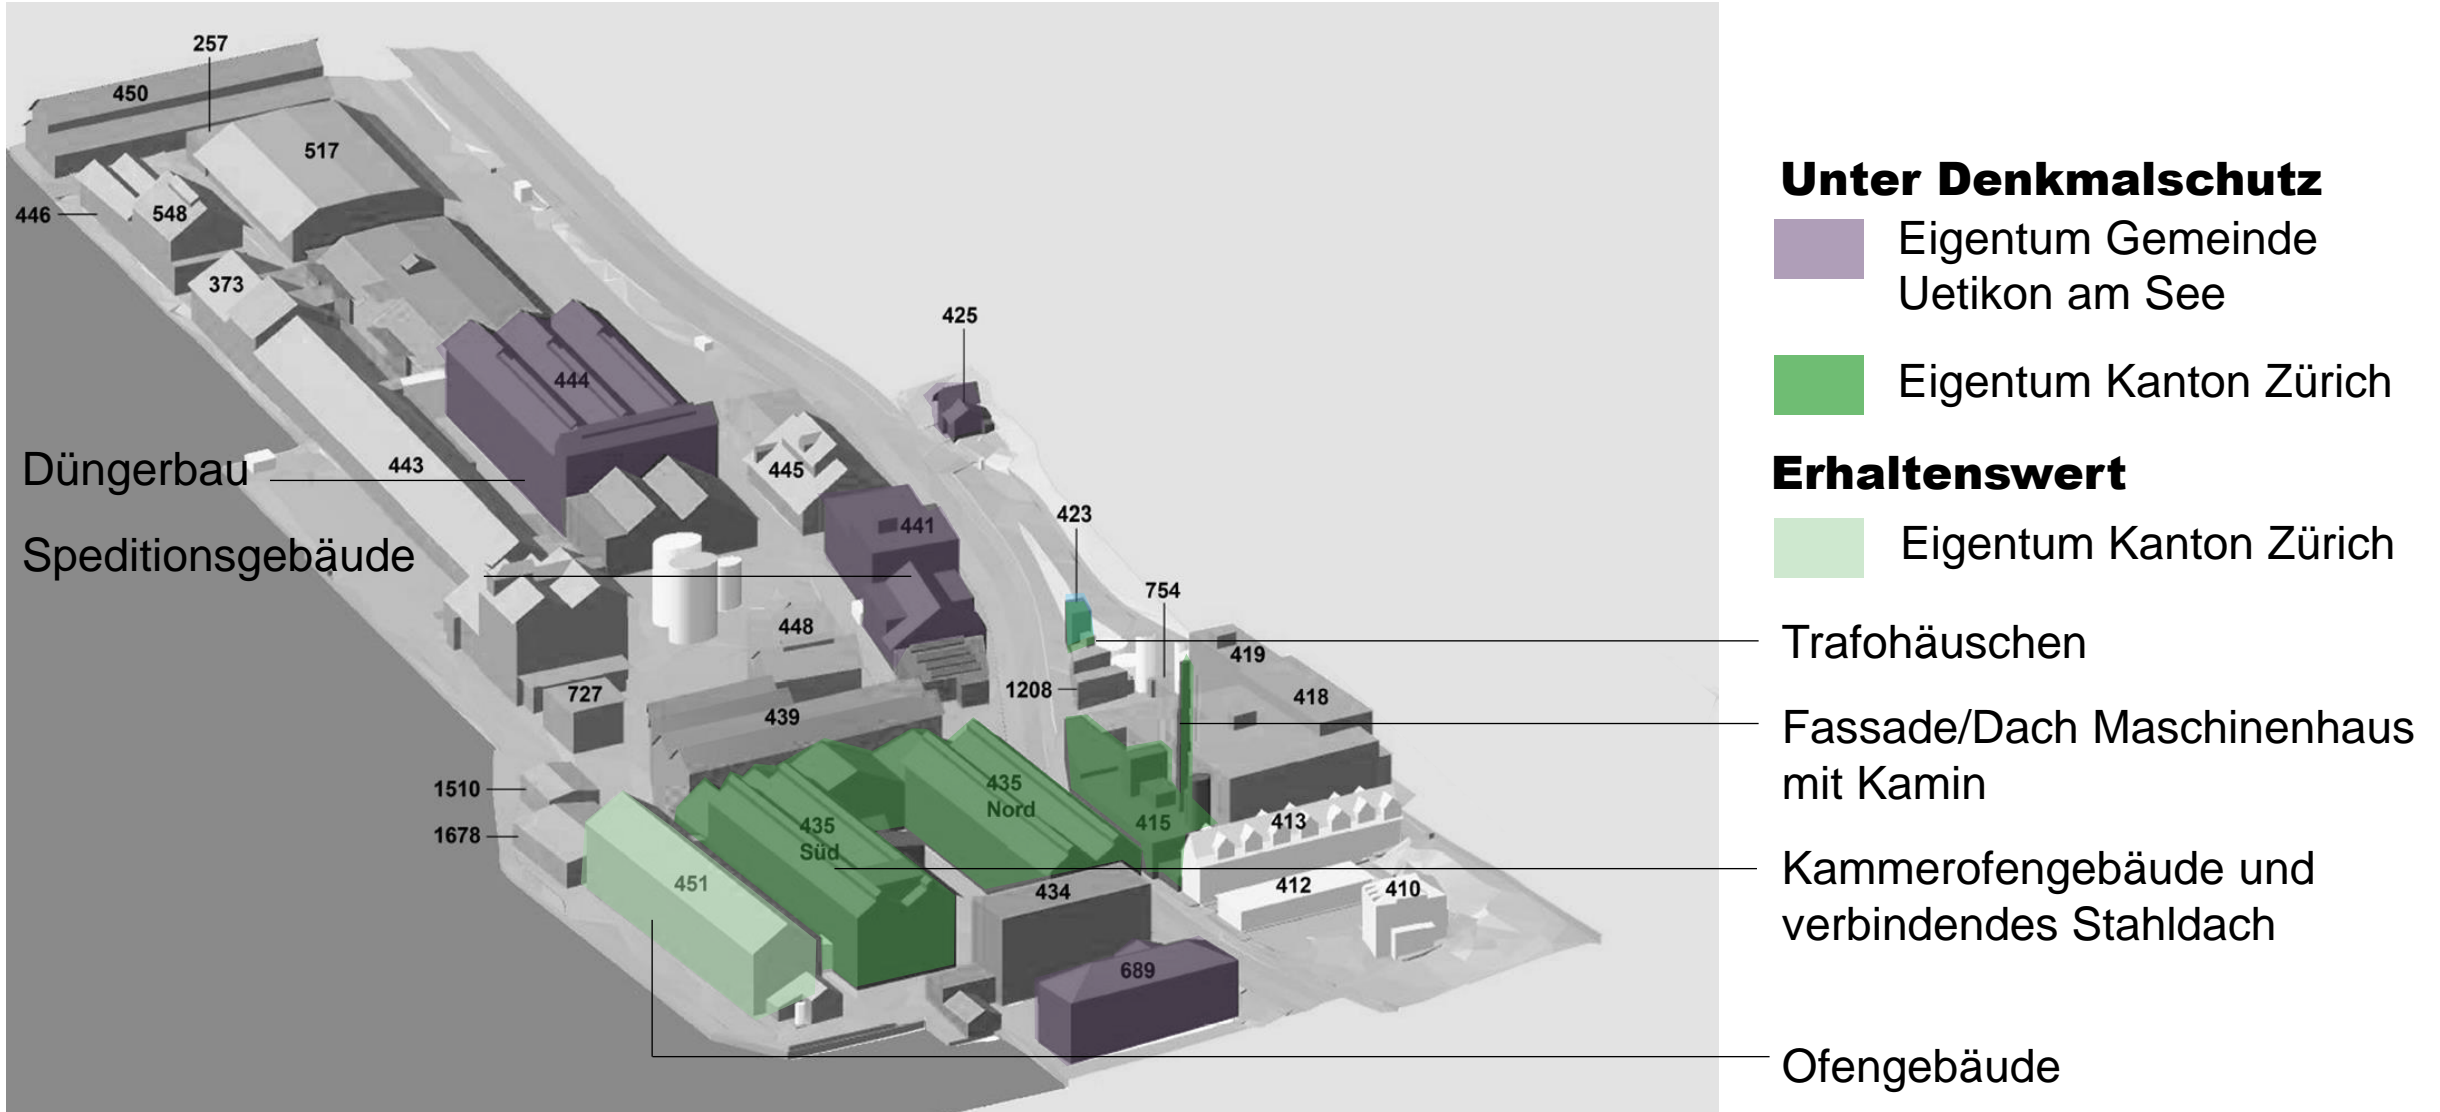 257
450
517
446
548
373
425
444
Düngerbau
443
445
441
423
Speditionsgebäude
754
448
419
1208
418
727
439
1510
435
Nord
435
Süd
415
413
1678
451
434
412
410
689
Unter Denkmalschutz
Eigentum Gemeinde
Uetikon am See
Eigentum Kanton Zürich
Erhaltenswert
Eigentum Kanton Zürich
Trafohäuschen
Fassade/Dach Maschinenhaus
mit Kamin
Kammerofengebäude und
verbindendes Stahldach
Ofengebäude